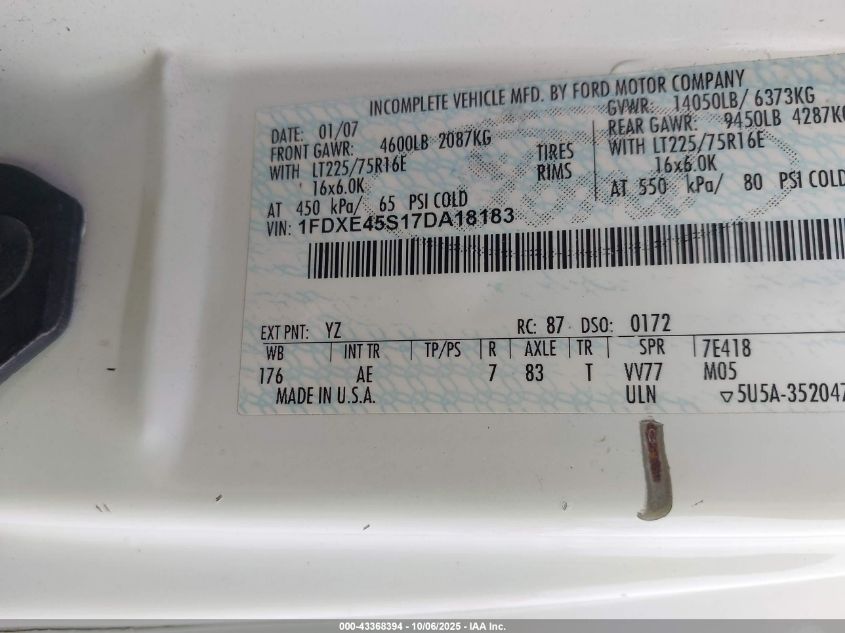 INCOMPLETE VEHICLE MFD. BY FORD MOTOR COMPANY
DATE: 01/07 GVWR: 14050LB/ 6373KG
FRONT GAWR: 4600LB 2087KG REAR GAWR: 9450LB 4287KG
WITH LT225/75R16E TIRES WITH LT225/75R16E
16x6.0K RIMS 16x6.0K
AT 450 kPa/ 65 PSI COLD AT 550 kPa/ 80 PSI COLD
VIN: 1FDXE45S17DA18183
EXT PNT: YZ RC: 87 DSO: 0172
WB INT TR TP/PS R AXLE TR SPR 7E418
176 AE 7 83 T VV77 M05
MADE IN U.S.A. ULN ▽5U5A-352047
000-43368394 - 10/06/2025 - IAA Inc.